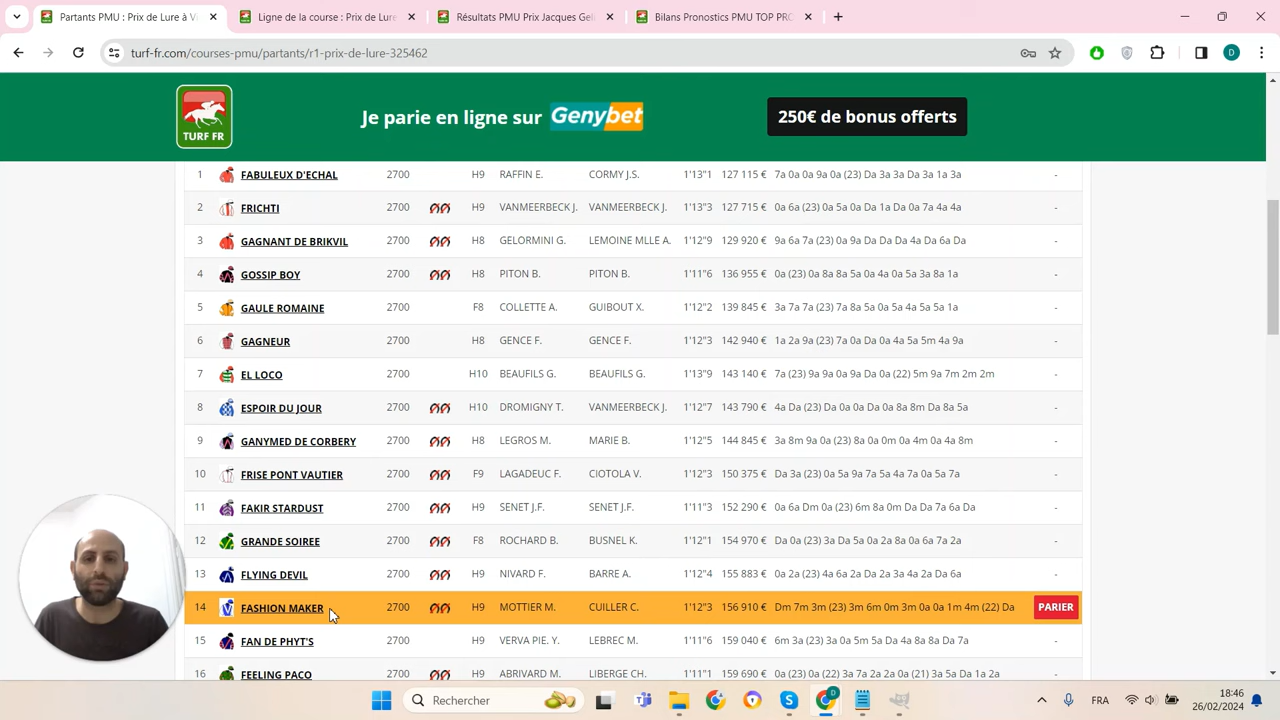 Partants PMU : Prix de Lure à Vi
Ligne de la course : Prix de Lure
Résultats PMU Prix Jacques Gel
Bilans Pronostics PMU TOP PRO
turf-fr.com/courses-pmu/partants/r1-prix-de-lure-325462
D
TURF FR
Je parie en ligne sur Genybet
250€ de bonus offerts
1 FABULEUX D'ECHAL 2700 H9 RAFFIN E. CORMY J.S. 1'13"1 127 115 € 7a 0a 0a 9a 0a (23) Da 3a 3a Da 3a 1a 3a -
2 FRICHTI 2700 H9 VANMEERBECK J. VANMEERBECK J. 1'13"3 127 715 € 0a 6a (23) 0a 5a 0a Da 1a Da 0a 7a 4a 4a -
3 GAGNANT DE BRIKVIL 2700 H8 GELORMINI G. LEMOINE MLLE A. 1'12"9 129 920 € 9a 6a 7a (23) 0a 9a Da Da Da 4a Da 6a Da -
4 GOSSIP BOY 2700 H8 PITON B. PITON B. 1'11"6 136 955 € 0a (23) 0a 8a 8a 5a 0a 4a 0a 5a 3a 8a 1a -
5 GAULE ROMAINE 2700 F8 COLLETTE A. GUIBOUT X. 1'12"2 139 845 € 3a 7a 7a (23) 7a 8a 5a 0a 5a 4a 5a 5a 1a -
6 GAGNEUR 2700 H8 GENCE F. GENCE F. 1'12"3 142 940 € 1a 2a 9a (23) 7a 0a Da 0a 4a 5a 5m 4a 9a -
7 EL LOCO 2700 H10 BEAUFILS G. BEAUFILS G. 1'13"9 143 140 € 7a (23) 9a 9a 0a 9a Da 0a (22) 5m 9a 7m 2m 2m -
8 ESPOIR DU JOUR 2700 H10 DROMIGNY T. VANMEERBECK J. 1'12"7 143 790 € 4a Da (23) Da 0a 0a Da 0a 8a 8m Da 8a 5a -
9 GANYMED DE CORBERY 2700 H8 LEGROS M. MARIE B. 1'12"5 144 845 € 3a 8m 9a 0a (23) 8a 0a 0m 0a 4m 0a 4a 8m -
10 FRISE PONT VAUTIER 2700 F9 LAGADEUC F. CIOTOLA V. 1'12"3 150 375 € Da 3a (23) 0a 5a 9a 7a 5a 4a 7a 0a 5a 7a -
11 FAKIR STARDUST 2700 H9 SENET J.F. SENET J.F. 1'11"3 152 290 € 0a 6a Dm 0a (23) 6m 8a 0m Da Da 7a 6a Da -
12 GRANDE SOIREE 2700 F8 ROCHARD B. BUSNEL K. 1'12"1 154 970 € Da 0a (23) 3a Da 5a 0a 2a 8a 0a 6a 7a 2a -
13 FLYING DEVIL 2700 H9 NIVARD F. BARRE A. 1'12"4 155 883 € 0a 2a (23) 4a 6a 2a Da 2a 3a 4a 2a Da 6a -
14 FASHION MAKER 2700 H9 MOTTIER M. CUILLER C. 1'12"3 156 910 € Dm 7m 3m (23) 3m 6m 0m 3m 0a 0a 1m 4m (22) Da PARIER
15 FAN DE PHYT'S 2700 H9 VERVA PIE. Y. LEBREC M. 1'11"6 159 040 € 6m 3a (23) 3a 0a 5m 5a Da 4a 8a 8a Da 7a -
16 FEELING PACO 2700 H9 ABRIVARD M. LIBERGE CH. 1'11"1 159 690 € 0a (23) 0a (22) 3a 7a 2a 2a 0a (21) 3a 5a Da 1a -
Rechercher
FRA
18:46
26/02/2024